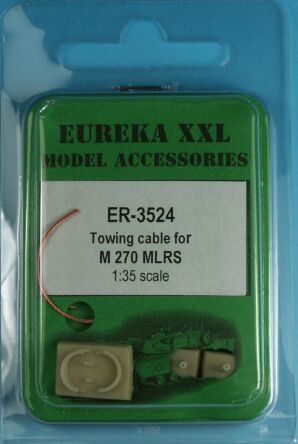 EUREKA XXL
MODEL ACCESSORIES
ER-3524
Towing cable for
M 270 MLRS
1:35 scale